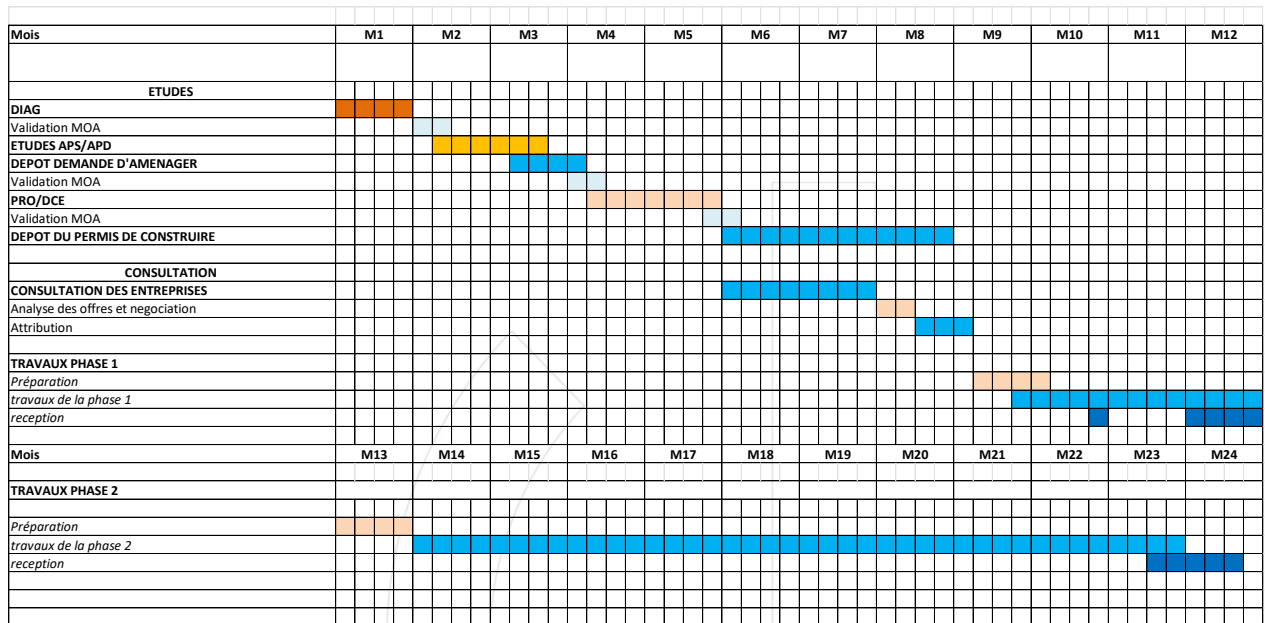 Mois M1 M2 M3 M4 M5 M6 M7 M8 M9 M10 M11 M12
ETUDES
DIAG
Validation MOA
ETUDES APS/APD
DEPOT DEMANDE D'AMENAGER
Validation MOA
PRO/DCE
Validation MOA
DEPOT DU PERMIS DE CONSTRUIRE
CONSULTATION
CONSULTATION DES ENTREPRISES
Analyse des offres et negociation
Attribution
TRAVAUX PHASE 1
Préparation
travaux de la phase 1
reception
Mois M13 M14 M15 M16 M17 M18 M19 M20 M21 M22 M23 M24
TRAVAUX PHASE 2
Préparation
travaux de la phase 2
reception